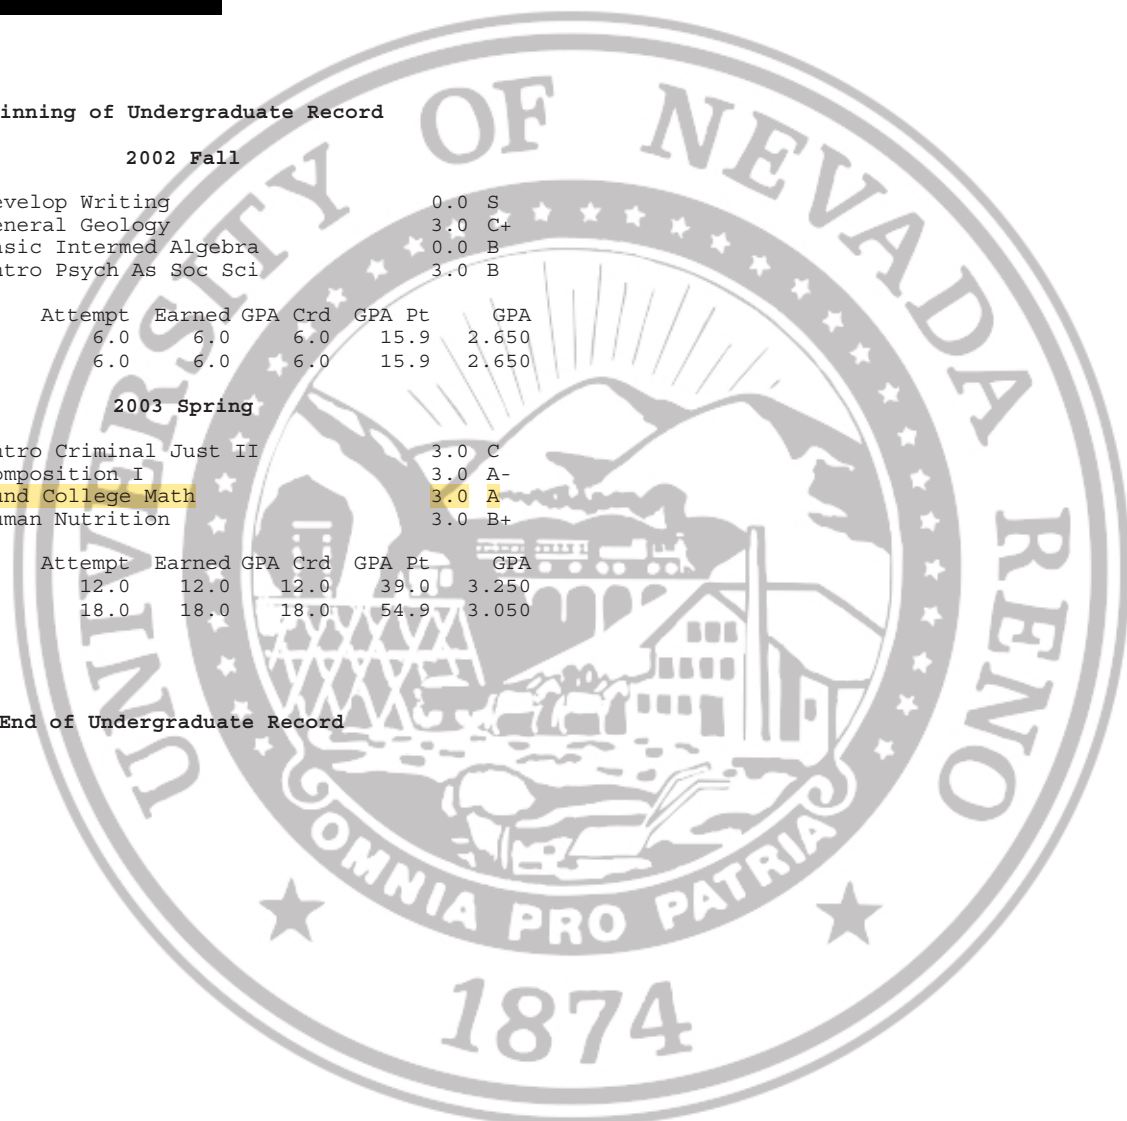 inning of Undergraduate Record
2002 Fall
evelop Writing 0.0 S
eneral Geology 3.0 C+
asic Intermed Algebra 0.0 B
ntro Psych As Soc Sci 3.0 B
Attempt Earned GPA Crd GPA Pt GPA
6.0 6.0 6.0 15.9 2.650
6.0 6.0 6.0 15.9 2.650
2003 Spring
ntro Criminal Just II 3.0 C
omposition I 3.0 A-
und College Math 3.0 A
uman Nutrition 3.0 B+
Attempt Earned GPA Crd GPA Pt GPA
12.0 12.0 12.0 39.0 3.250
18.0 18.0 18.0 54.9 3.050
End of Undergraduate Record
UNIVERSITY OF NEVADA RENO
OMNIA PRO PATRIA
1874